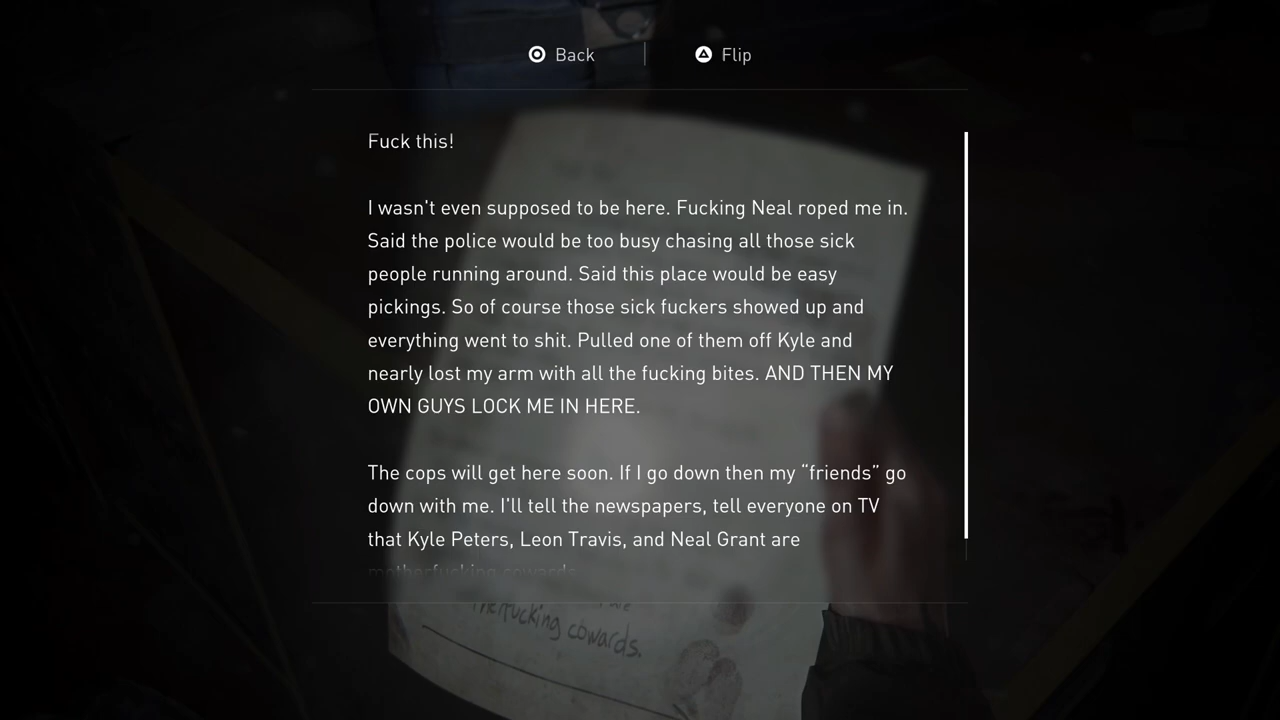 Back | Flip
Fuck this!
I wasn't even supposed to be here. Fucking Neal roped me in.
Said the police would be too busy chasing all those sick
people running around. Said this place would be easy
pickings. So of course those sick fuckers showed up and
everything went to shit. Pulled one of them off Kyle and
nearly lost my arm with all the fucking bites. AND THEN MY
OWN GUYS LOCK ME IN HERE.
The cops will get here soon. If I go down then my “friends” go
down with me. I'll tell the newspapers, tell everyone on TV
that Kyle Peters, Leon Travis, and Neal Grant are
motherfucking cowards.
cowards.